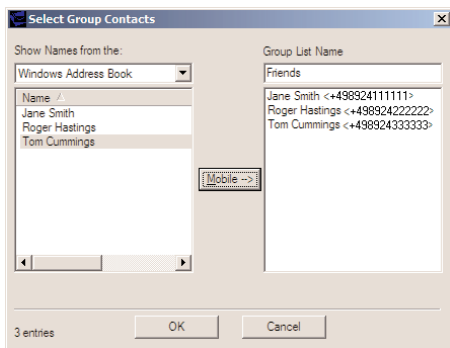 Select Group Contacts
Show Names from the:
Windows Address Book
Name
Jane Smith
Roger Hastings
Tom Cummings
Mobile -->
Group List Name
Friends
Jane Smith <+498924111111>
Roger Hastings <+498924222222>
Tom Cummings <+498924333333>
3 entries
OK
Cancel